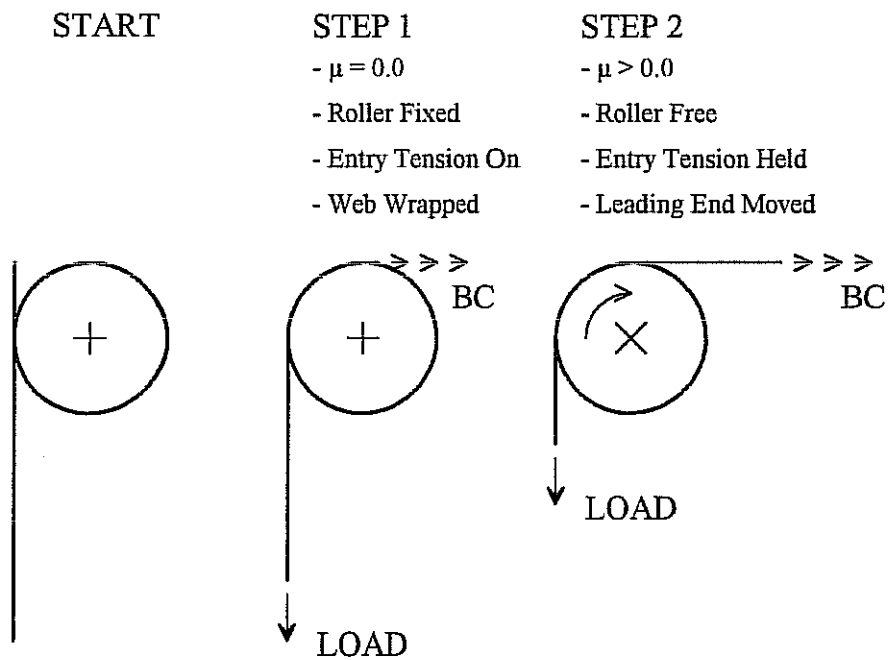 START
STEP 1
- μ = 0.0
- Roller Fixed
- Entry Tension On
- Web Wrapped
STEP 2
- μ > 0.0
- Roller Free
- Entry Tension Held
- Leading End Moved
BC
LOAD
BC
LOAD